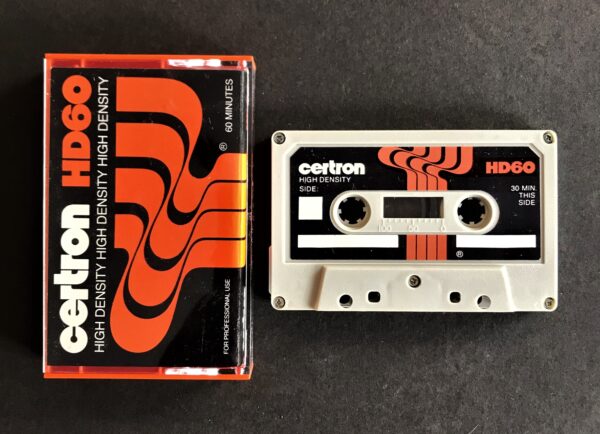 certron HD60
HIGH DENSITY HIGH DENSITY HIGH DENSITY
60 MINUTES
®
FOR PROFESSIONAL USE
certron
HIGH DENSITY
SIDE:
HD60
30 MIN.
THIS
SIDE
100 50 0
®